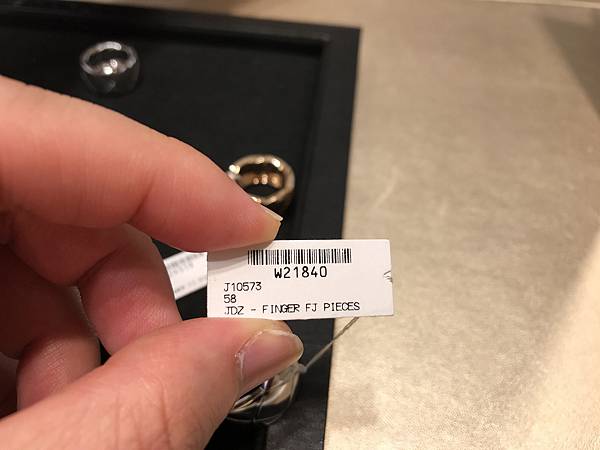 W21840
J10573
58
JDZ - FINGER FJ PIECES